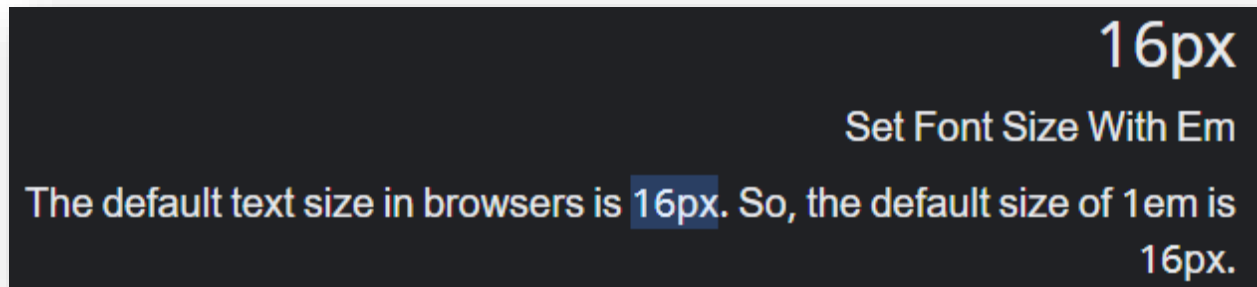 16px
Set Font Size With Em
The default text size in browsers is 16px. So, the default size of 1em is
16px.